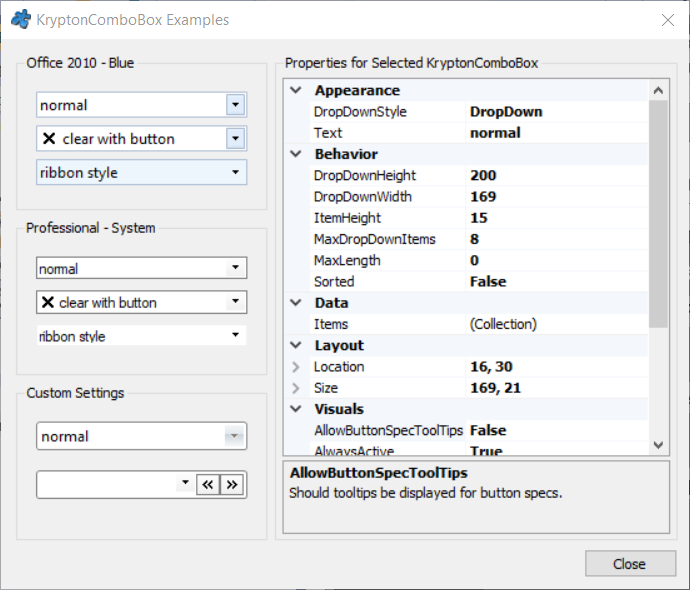 KryptonComboBox Examples
Office 2010 - Blue
normal
clear with button
ribbon style
Professional - System
normal
clear with button
ribbon style
Custom Settings
normal
Properties for Selected KryptonComboBox
Appearance
DropDownStyle DropDown
Text normal
Behavior
DropDownHeight 200
DropDownWidth 169
ItemHeight 15
MaxDropDownItems 8
MaxLength 0
Sorted False
Data
Items (Collection)
Layout
Location 16, 30
Size 169, 21
Visuals
AllowButtonSpecToolTips False
AlwaysActive True
AllowButtonSpecToolTips
Should tooltips be displayed for button specs.
Close